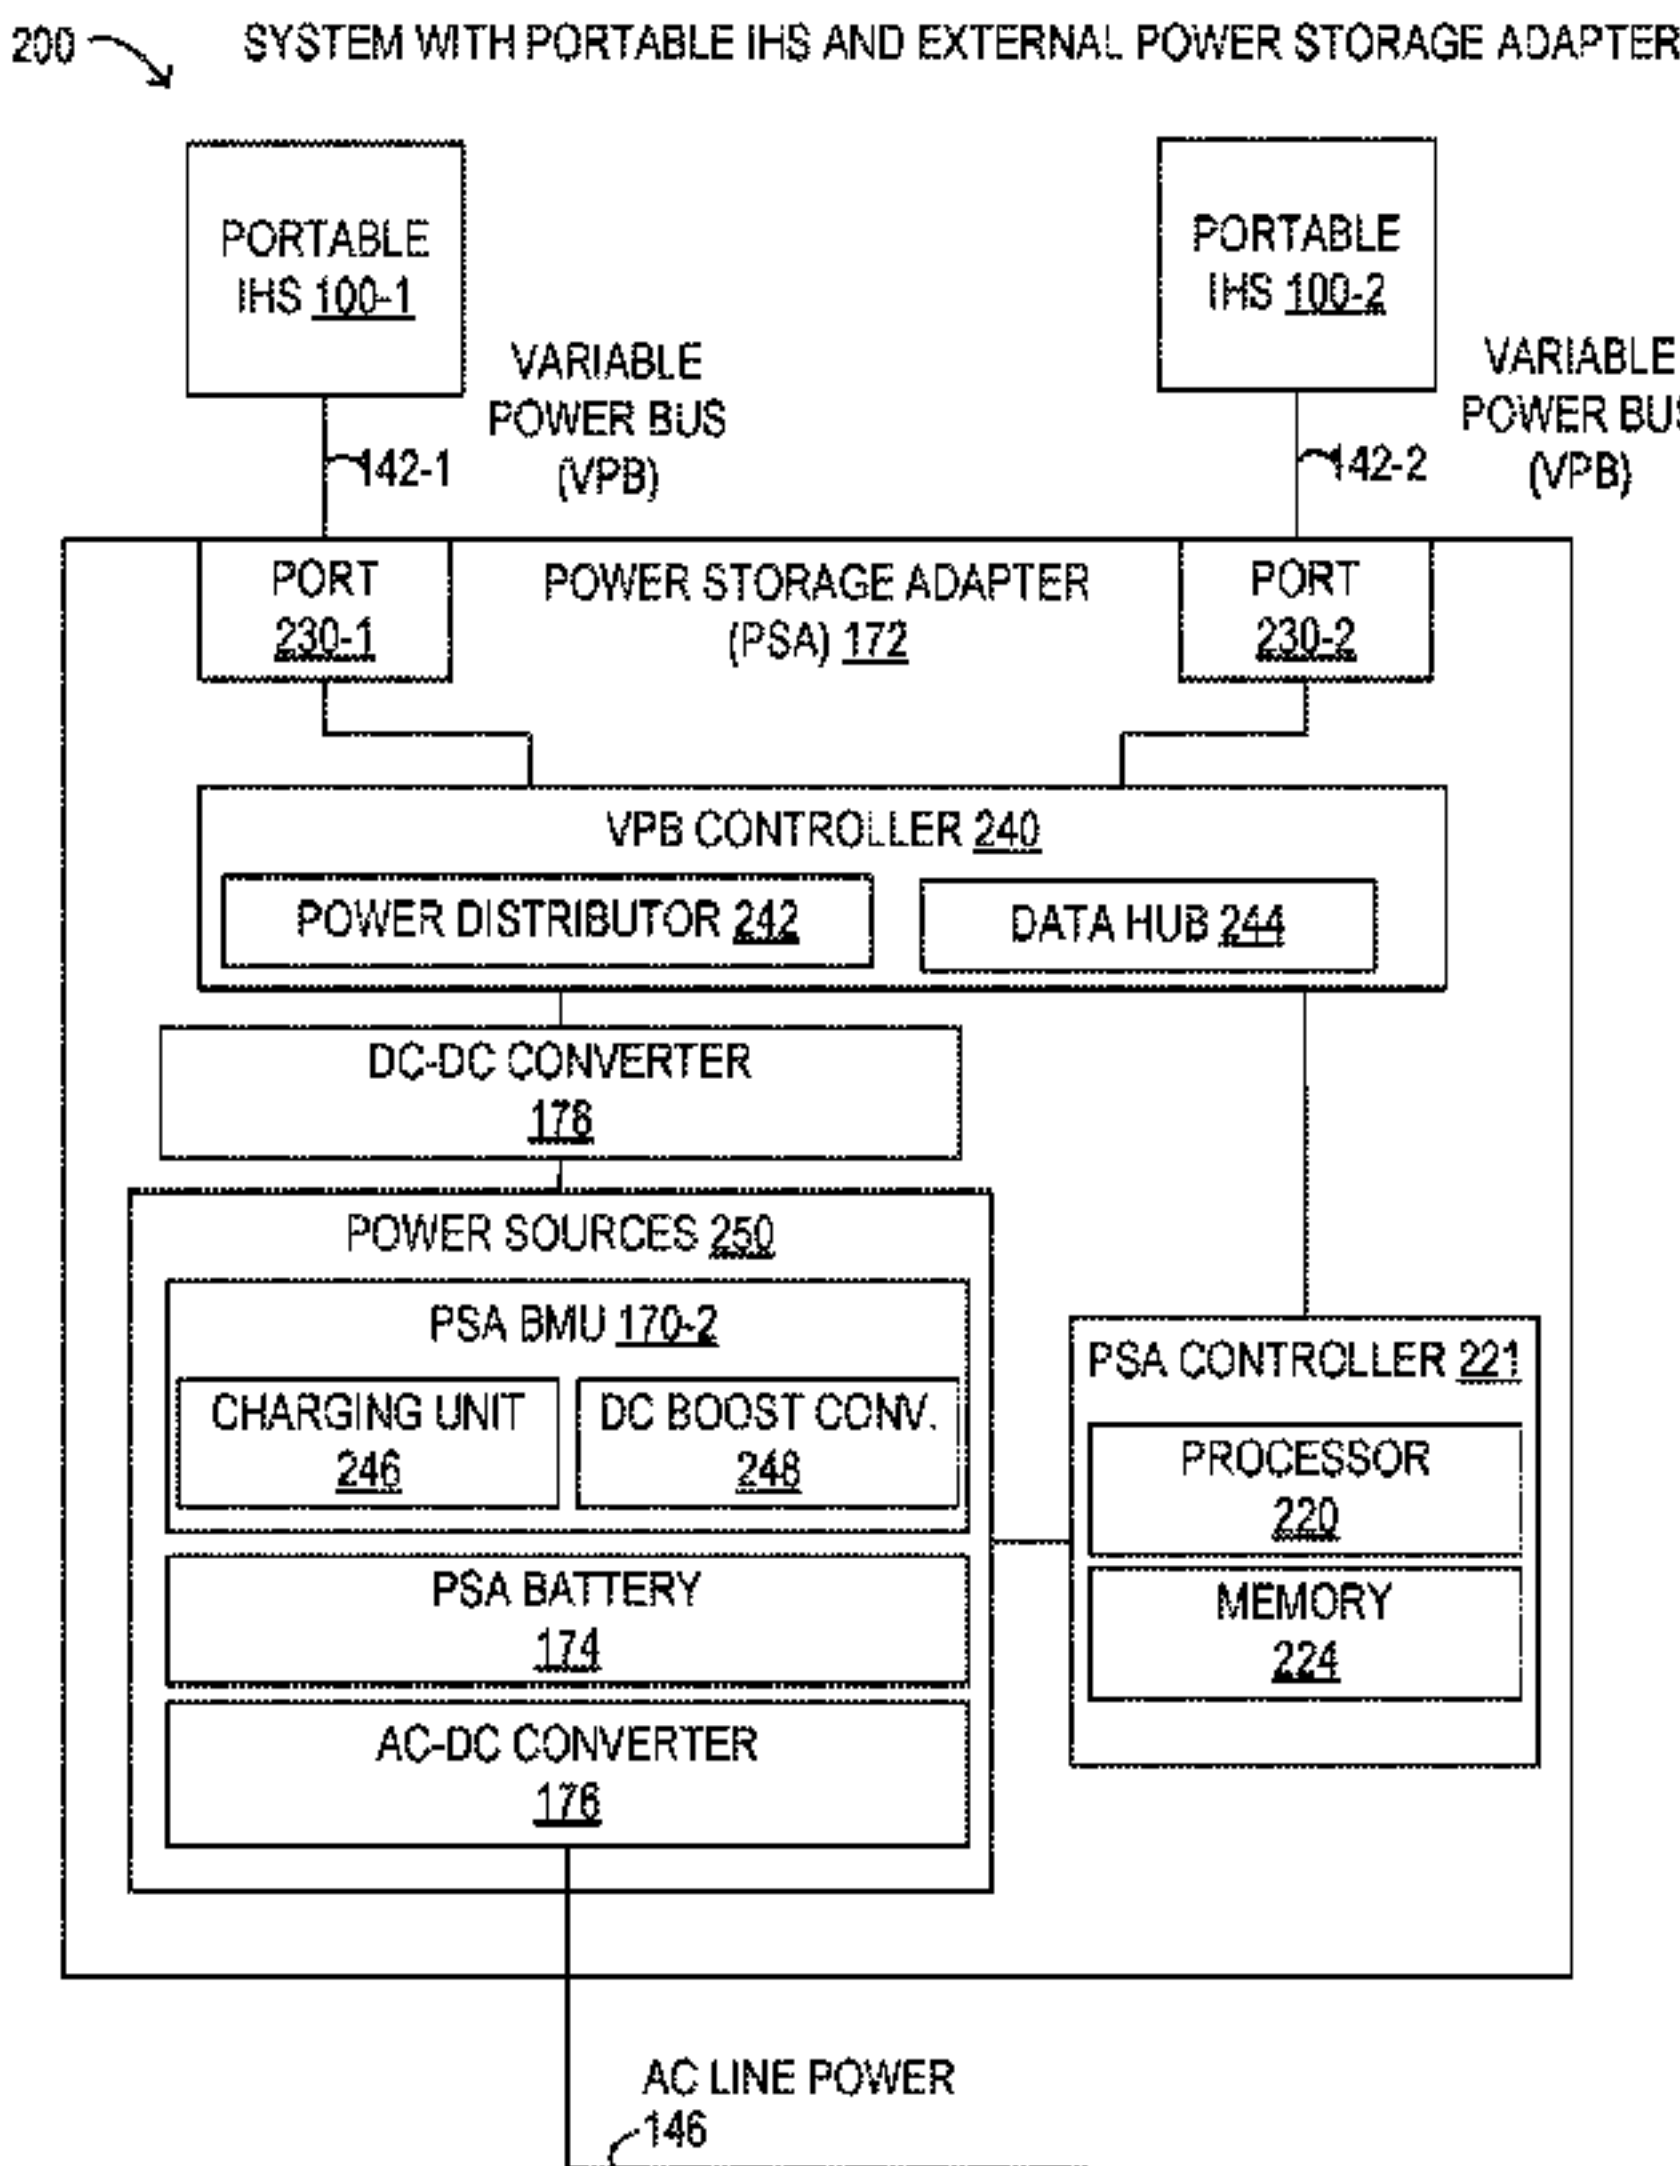 200
SYSTEM WITH PORTABLE IHS AND EXTERNAL POWER STORAGE ADAPTER
PORTABLE
IHS 100-1
PORTABLE
IHS 100-2
VARIABLE
POWER BUS
(VPB)
142-1
VARIABLE
POWER BUS
(VPB)
142-2
PORT
230-1
POWER STORAGE ADAPTER
(PSA) 172
PORT
230-2
VPB CONTROLLER 240
POWER DISTRIBUTOR 242
DATA HUB 244
DC-DC CONVERTER
178
POWER SOURCES 250
PSA BMU 170-2
CHARGING UNIT
246
DC BOOST CONV.
248
PSA BATTERY
174
AC-DC CONVERTER
176
PSA CONTROLLER 221
PROCESSOR
220
MEMORY
224
AC LINE POWER
146